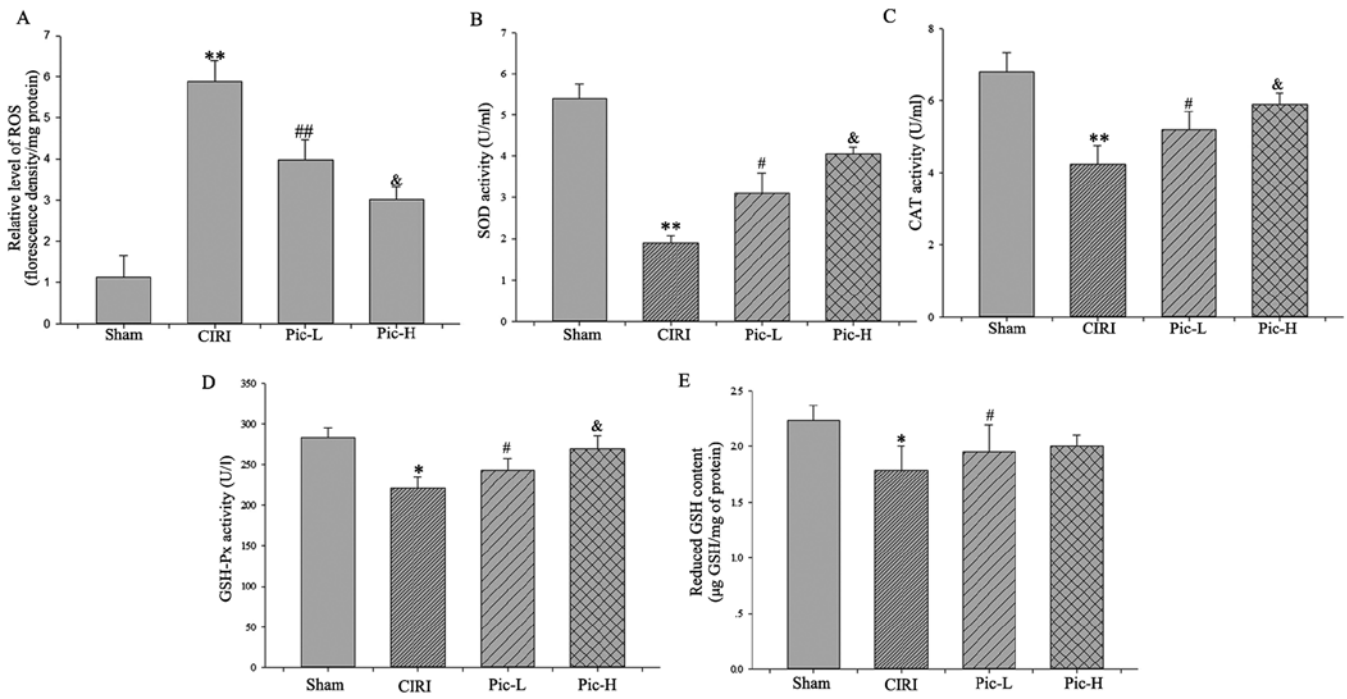 A
Relative level of ROS
(florescence density/mg protein)
7
6
5
4
3
2
1
0
**
##
&
Sham CIRI Pic-L Pic-H
B
SOD activity (U/ml)
7
6
5
4
3
2
1
0
**
#
&
Sham CIRI Pic-L Pic-H
C
CAT activity (U/ml)
8
6
4
2
0
**
#
&
Sham CIRI Pic-L Pic-H
D
GSH-Px activity (U/l)
350
300
250
200
150
100
50
0
*
#
&
Sham CIRI Pic-L Pic-H
E
Reduced GSH content
(µg GSH/mg of protein)
2.5
2.0
1.5
1.0
.5
0.0
*
#
Sham CIRI Pic-L Pic-H